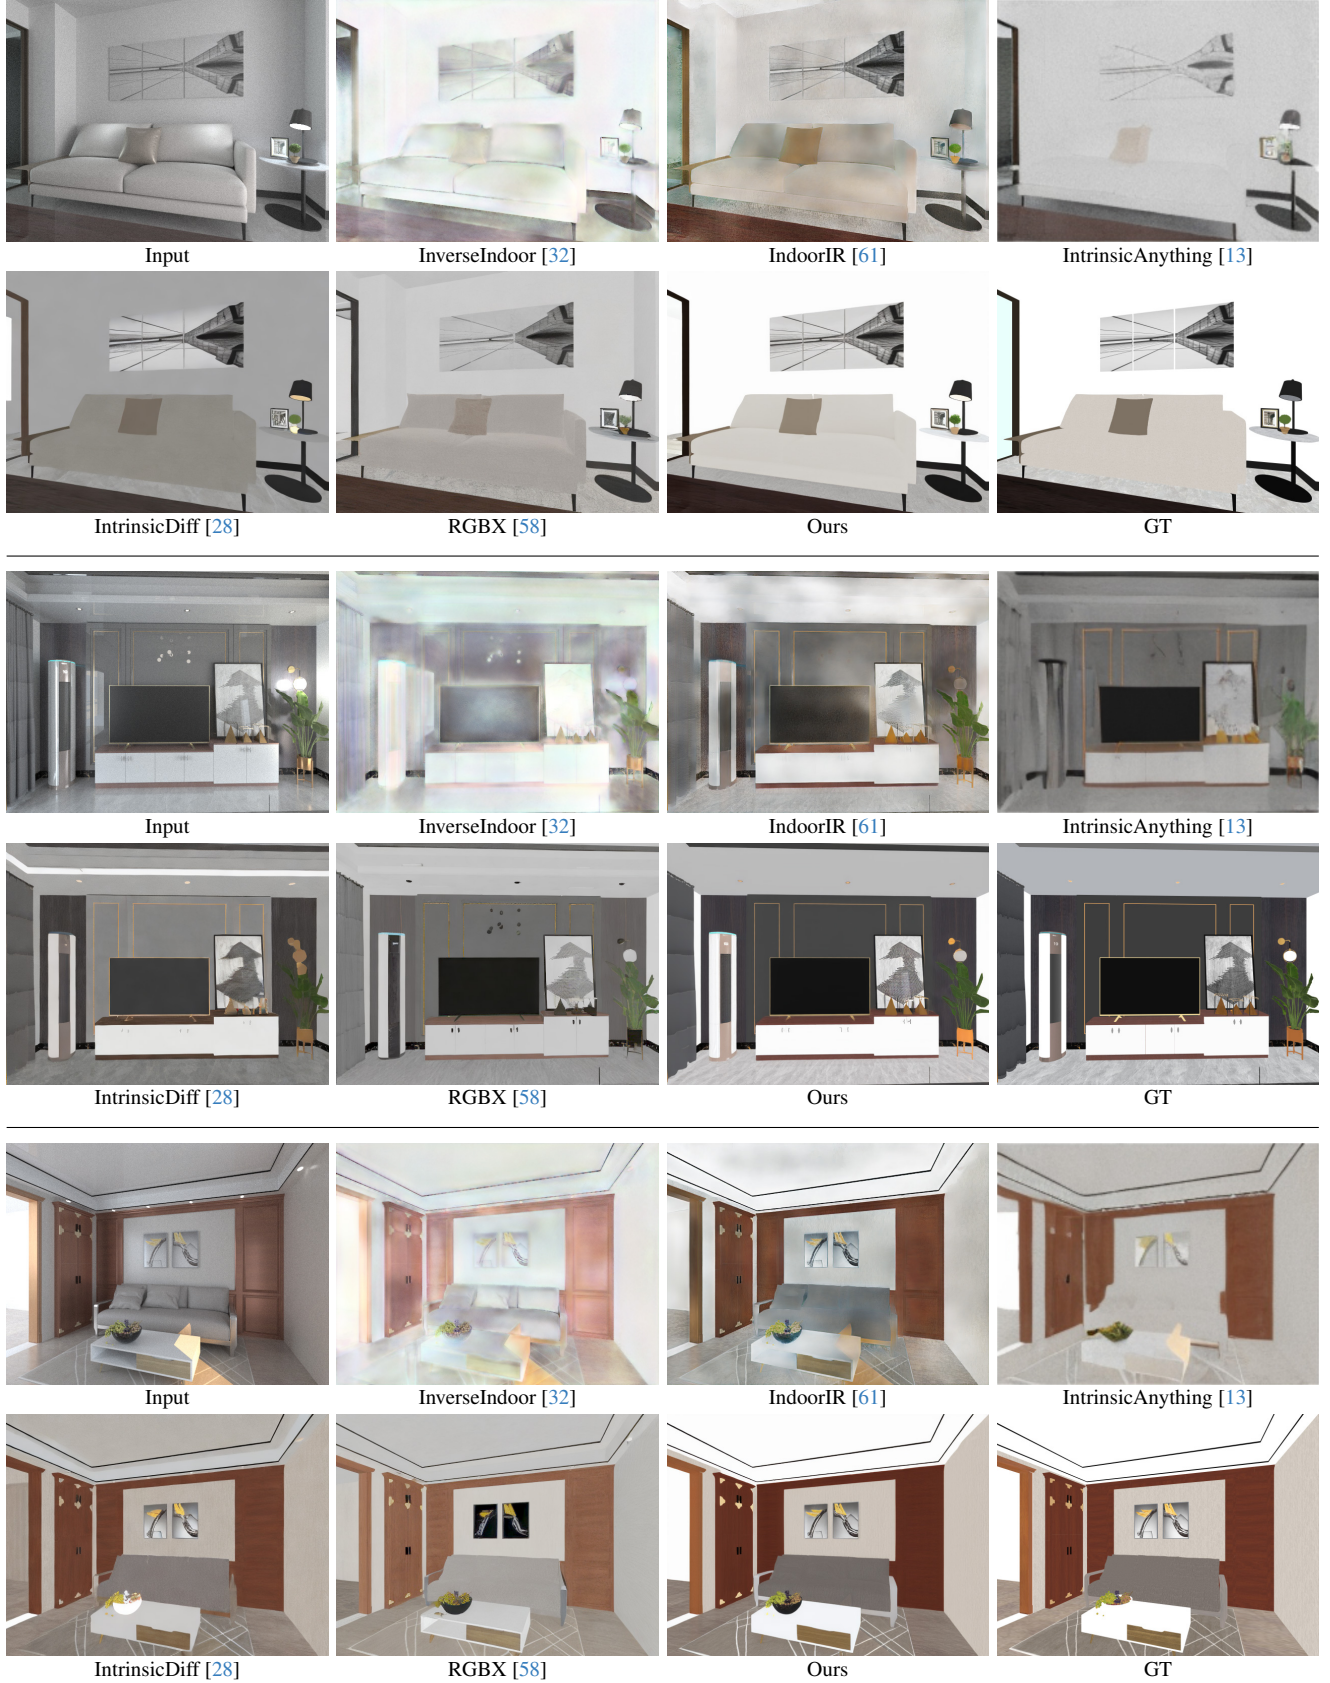 Input InverseIndoor [32] IndoorIR [61] IntrinsicAnything [13]
IntrinsicDiff [28] RGBX [58] Ours GT
Input InverseIndoor [32] IndoorIR [61] IntrinsicAnything [13]
IntrinsicDiff [28] RGBX [58] Ours GT
Input InverseIndoor [32] IndoorIR [61] IntrinsicAnything [13]
IntrinsicDiff [28] RGBX [58] Ours GT